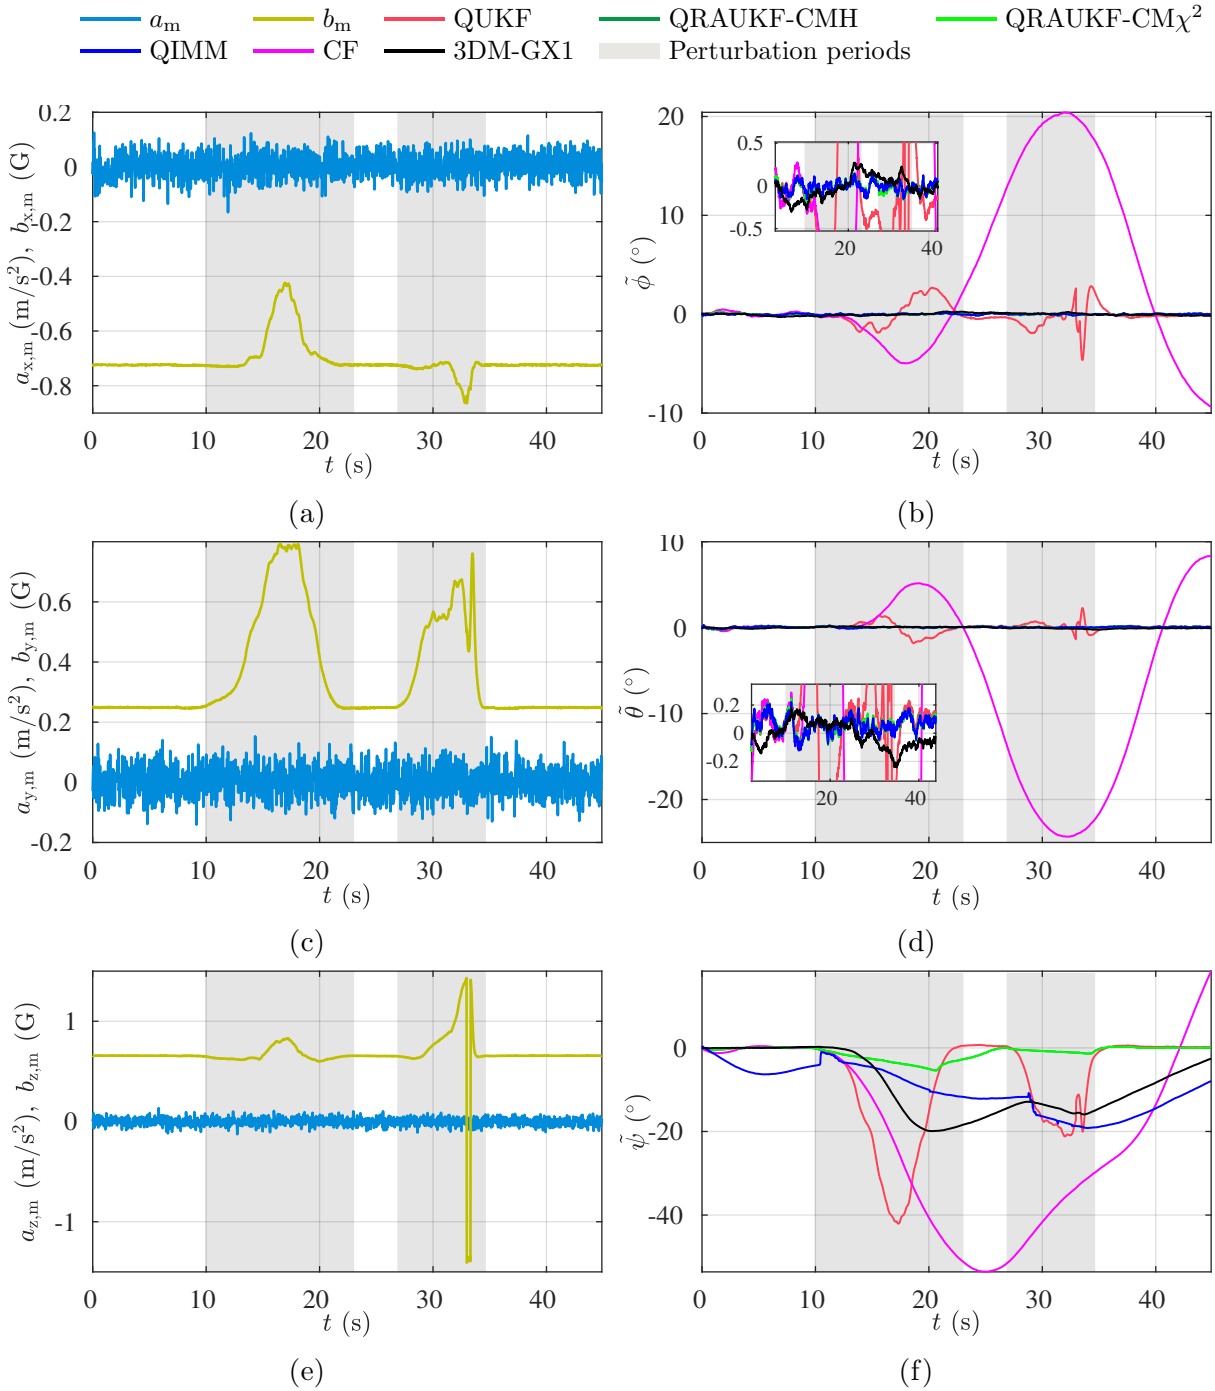 a_m b_m QUKF QRAUKF-CMH QRAUKF-CMχ²
QIMM CF 3DM-GX1 Perturbation periods
a_x,m (m/s²), b_x,m (G)
0.2
0
-0.2
-0.4
-0.6
-0.8
0 10 20 30 40
t (s)
(a)
ϕ̃ (°)
20
10
0
-10
0.5
0
-0.5
20 40
0 10 20 30 40
t (s)
(b)
a_y,m (m/s²), b_y,m (G)
0.6
0.2
0
-0.2
0 10 20 30 40
t (s)
(c)
θ̃ (°)
10
0
-10
-20
0.2
0
-0.2
20 40
0 10 20 30 40
t (s)
(d)
a_z,m (m/s²), b_z,m (G)
1
0
-1
0 10 20 30 40
t (s)
(e)
ψ̃ (°)
0
-20
-40
0 10 20 30 40
t (s)
(f)